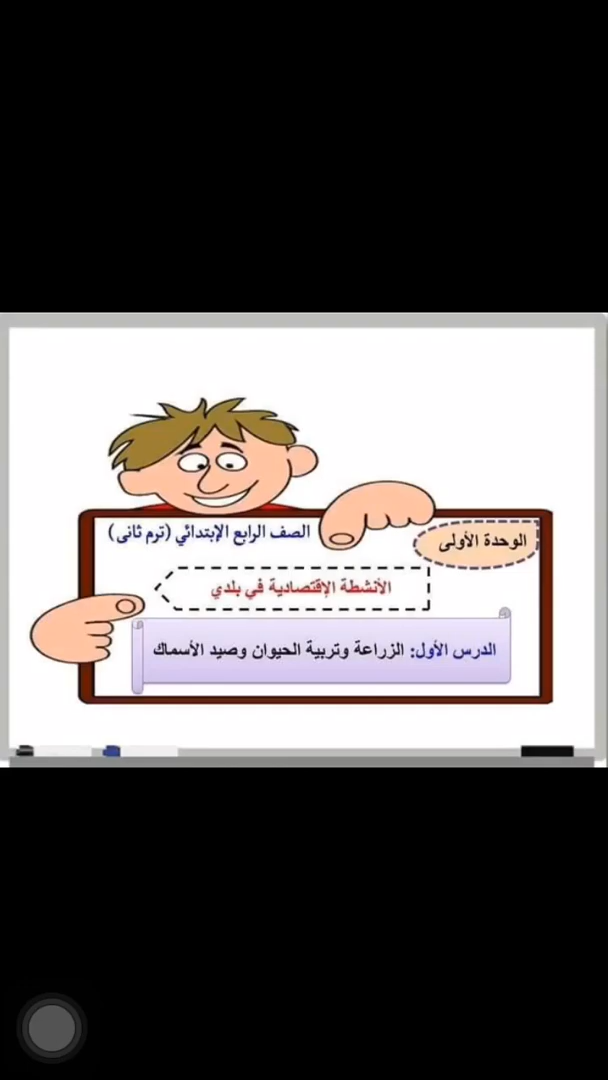 الوحدة الأولى
الصف الرابع الإبتدائي (ترم ثانى)
الأنشطة الإقتصادية في بلدي
الدرس الأول: الزراعة وتربية الحيوان وصيد الأسماك